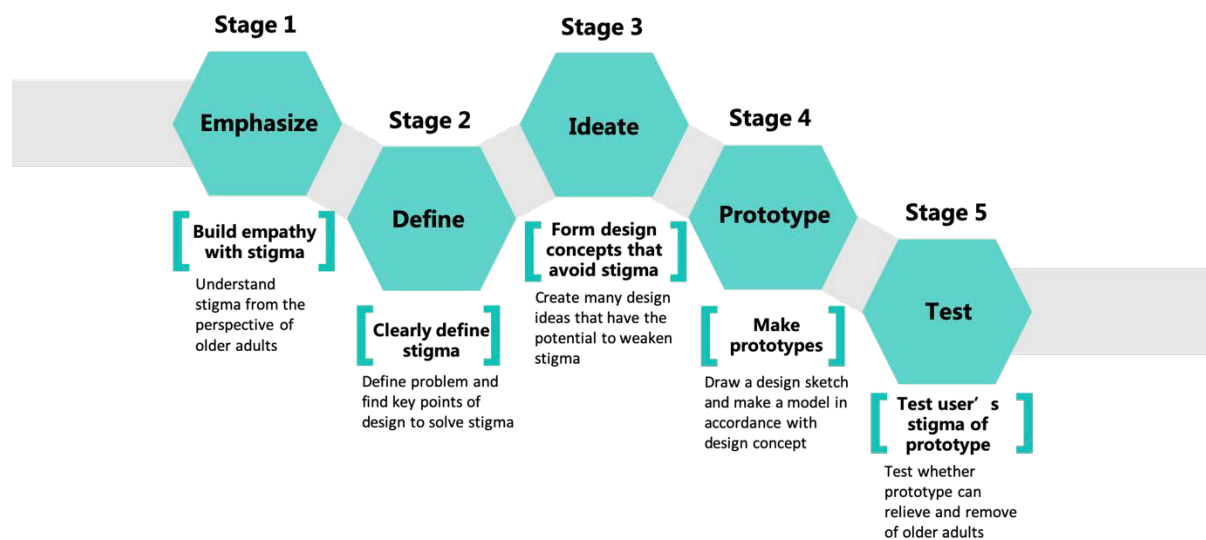 Stage 1
Emphasize
Build empathy
with stigma
Understand
stigma from the
perspective of
older adults
Stage 2
Define
Clearly define
stigma
Define problem and
find key points of
design to solve stigma
Stage 3
Ideate
Form design
concepts that
avoid stigma
Create many design
ideas that have the
potential to weaken
stigma
Stage 4
Prototype
Make
prototypes
Draw a design sketch
and make a model in
accordance with
design concept
Stage 5
Test
Test user’s
stigma of
prototype
Test whether
prototype can
relieve and remove
of older adults